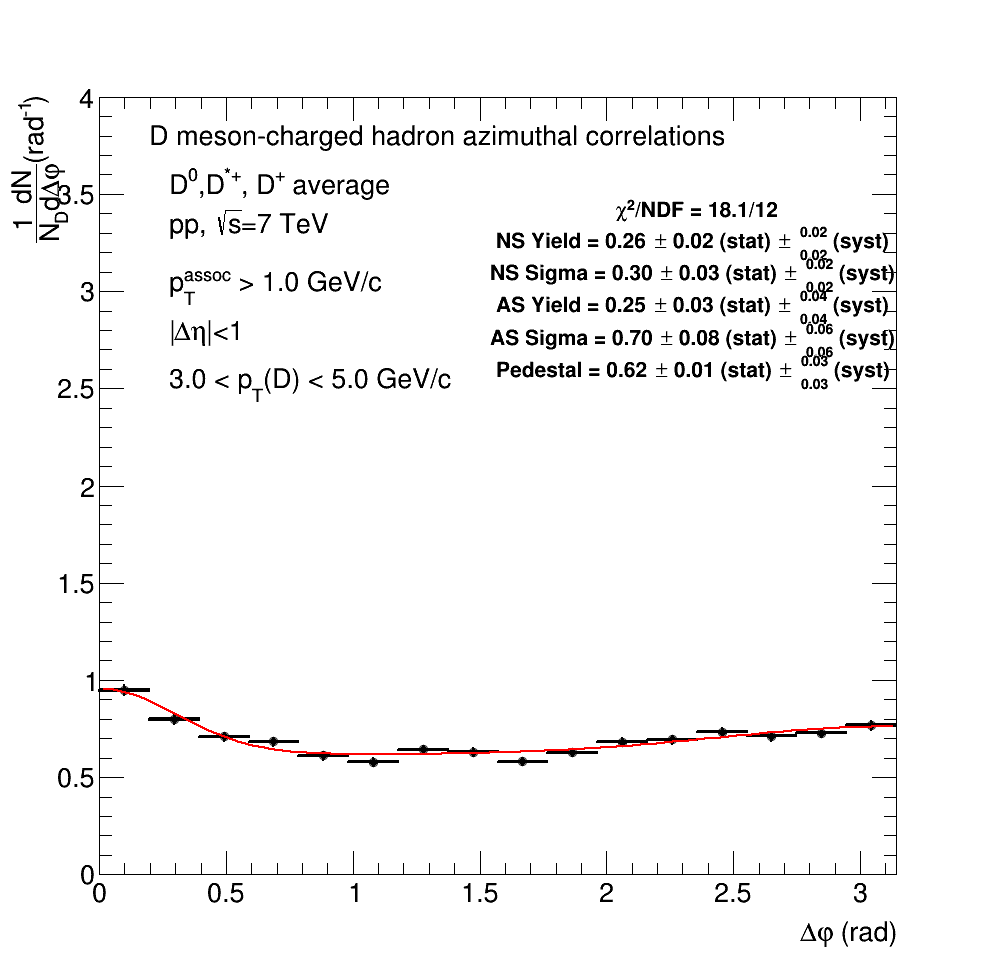 1 dN
N_D dΔφ (rad⁻¹)
4
3.5
3
2.5
2
1.5
1
0.5
0
D meson-charged hadron azimuthal correlations
D⁰,D*⁺, D⁺ average
pp, √s=7 TeV
p_T^assoc > 1.0 GeV/c
|Δη|<1
3.0 < p_T(D) < 5.0 GeV/c
χ²/NDF = 18.1/12
NS Yield = 0.26 ± 0.02 (stat) ± 0.02 0.02 (syst)
NS Sigma = 0.30 ± 0.03 (stat) ± 0.02 0.02 (syst)
AS Yield = 0.25 ± 0.03 (stat) ± 0.04 0.04 (syst)
AS Sigma = 0.70 ± 0.08 (stat) ± 0.06 0.06 (syst)
Pedestal = 0.62 ± 0.01 (stat) ± 0.03 0.03 (syst)
0 0.5 1 1.5 2 2.5 3
Δφ (rad)